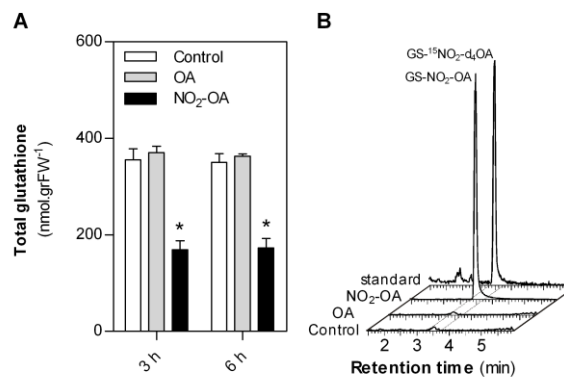 A
Total glutathione
(nmol.grFW⁻¹)
600
400
200
0
Control
OA
NO₂-OA
*
*
3 h
6 h
B
GS-¹⁵NO₂-d₄OA
GS-NO₂-OA
standard
NO₂-OA
OA
Control
2 3 4 5
Retention time (min)